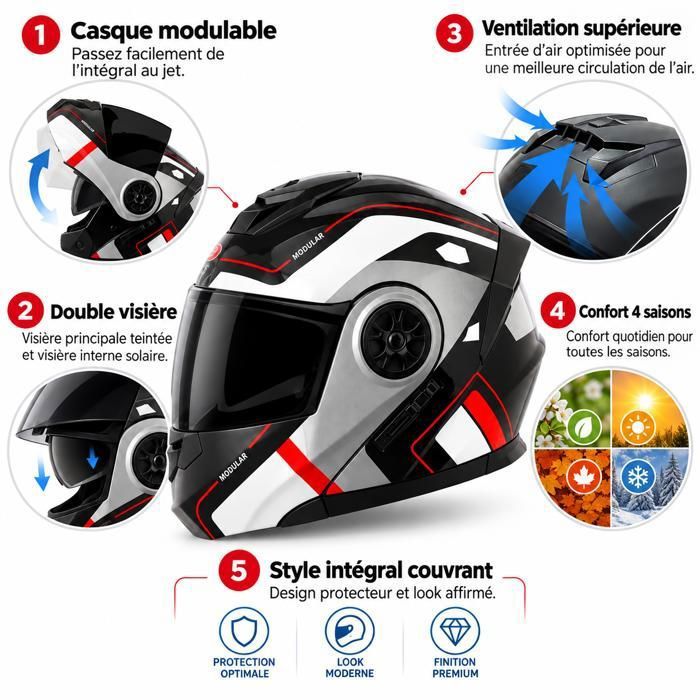 1 Casque modulable
Passez facilement de
l'intégral au jet.
MODULAR
3 Ventilation supérieure
Entrée d'air optimisée pour
une meilleure circulation de l'air.
MODULAR
2 Double visière
Visière principale teintée
et visière interne solaire.
4 Confort 4 saisons
Confort quotidien pour
toutes les saisons.
MODULAR
5 Style intégral couvrant
Design protecteur et look affirmé.
PROTECTION
OPTIMALE
LOOK
MODERNE
FINITION
PREMIUM